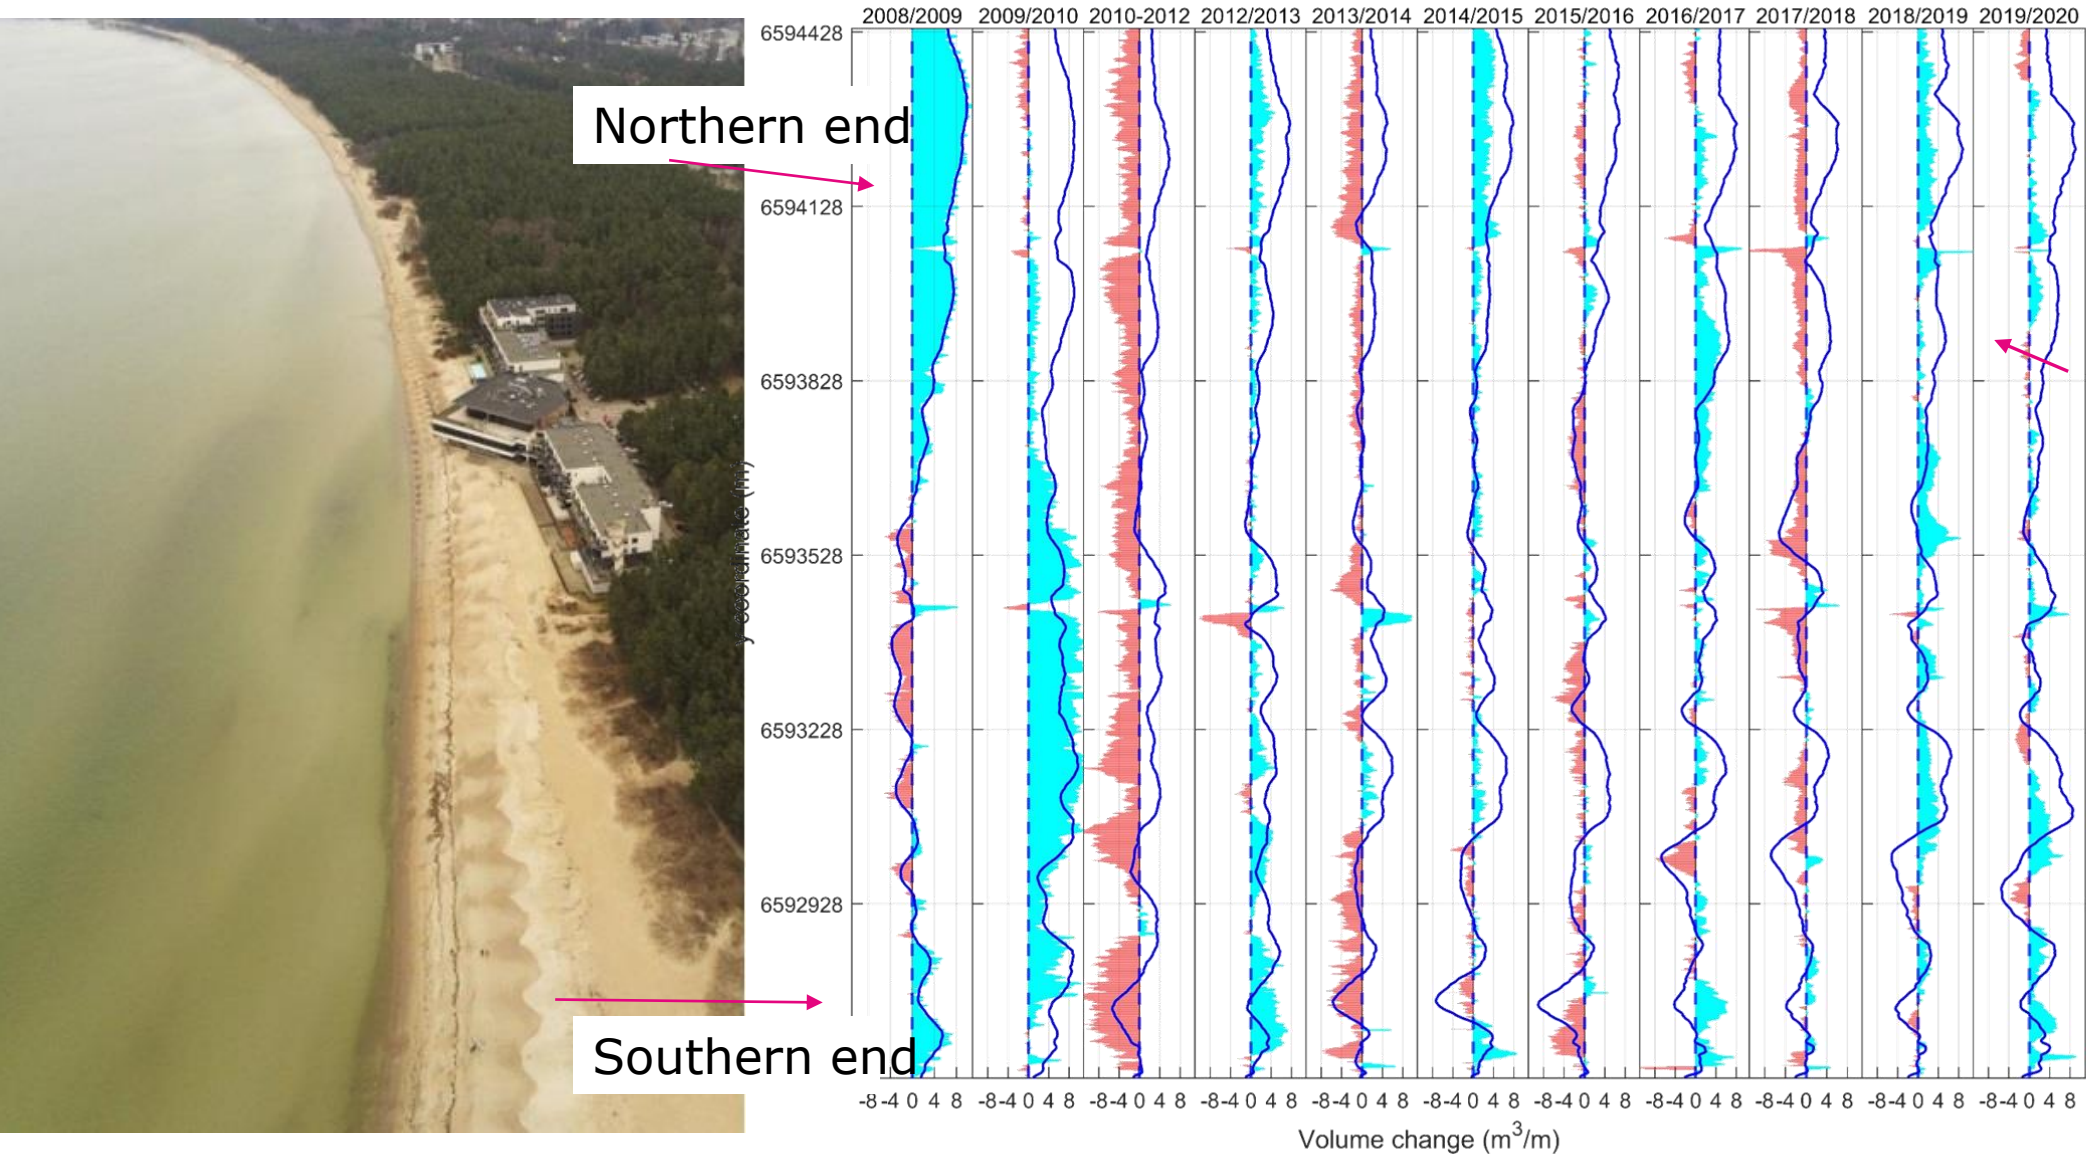 2008/2009 2009/2010 2010-2012 2012/2013 2013/2014 2014/2015 2015/2016 2016/2017 2017/2018 2018/2019 2019/2020
6594428
Northern end
6594128
6593828
y coordinate (m)
6593528
6593228
6592928
Southern end
-8 -4 0 4 8 -8 -4 0 4 8 -8 -4 0 4 8 -8 -4 0 4 8 -8 -4 0 4 8 -8 -4 0 4 8 -8 -4 0 4 8 -8 -4 0 4 8 -8 -4 0 4 8 -8 -4 0 4 8 -8 -4 0 4 8
Volume change (m³/m)